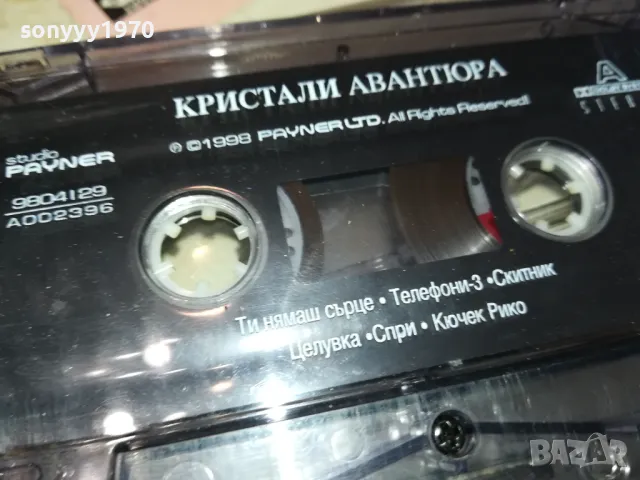 sonyyy1970
КРИСТАЛИ АВАНТЮРА
℗ ©1998 PAYNER LTD. All Rights Reserved!
A
studio
PAYNER
9804129
A002396
Ти нямаш сърце • Телефони-3 • Скитник
Целувка • Спри • Кючек Рико
BAZAR